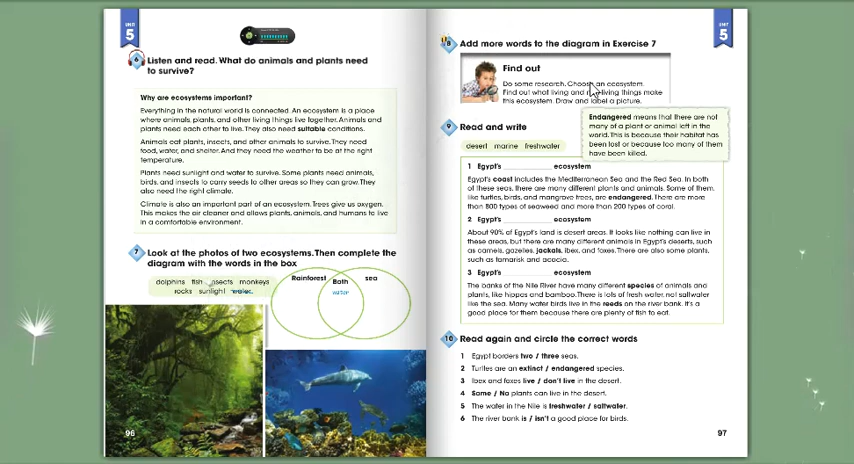 UNIT
5
6 Listen and read. What do animals and plants need
to survive?
Why are ecosystems important?
Everything in the natural world is connected. An ecosystem is a place
where animals, plants, and other living things live together. Animals and
plants need each other to live. They also need suitable conditions.
Animals eat plants, insects, and other animals to survive. They need
food, water, and shelter. And they need the weather to be at the right
temperature.
Plants need sunlight and water to survive. Some plants need animals,
birds, and insects to carry seeds to other areas so they can grow. They
also need the right climate.
Climate is also an important part of an ecosystem. Trees give us oxygen.
This makes the air cleaner and allows plants, animals, and humans to live
in a comfortable environment.
7 Look at the photos of two ecosystems. Then complete the
diagram with the words in the box
dolphins fish insects monkeys
rocks sunlight water
Rainforest Both sea
water
96
UNIT
5
8 Add more words to the diagram in Exercise 7
Find out
Do some research. Choose an ecosystem.
Find out what living and living things make
this ecosystem. Draw and label a picture.
Endangered means that there are not
many of a plant or animal left in the
world. This is because their habitat has
been lost or because too many of them
have been killed.
9 Read and write
desert marine freshwater
1 Egypt's ____________ ecosystem
Egypt's coast includes the Mediterranean Sea and the Red Sea. In both
of these seas, there are many different plants and animals. Some of them,
like turtles, birds, and mangrove trees, are endangered. There are more
than 800 types of seaweed and more than 200 types of coral.
2 Egypt's ____________ ecosystem
About 90% of Egypt's land is desert areas. It looks like nothing can live in
these areas, but there are many different animals in Egypt's deserts, such
as camels, gazelles, jackals, ibex, and foxes. There are also some plants,
such as tamarisk and acacia.
3 Egypt's ____________ ecosystem
The banks of the Nile River have many different species of animals and
plants, like hippos and bamboo. There is lots of fresh water, not saltwater
like the sea. Many water birds live in the reeds on the river bank. It's a
good place for them because there are plenty of fish to eat.
10 Read again and circle the correct words
1 Egypt borders two / three seas.
2 Turtles are an extinct / endangered species.
3 Ibex and foxes live / don't live in the desert.
4 Some / No plants can live in the desert.
5 The water in the Nile is freshwater / saltwater.
6 The river bank is / isn't a good place for birds.
97